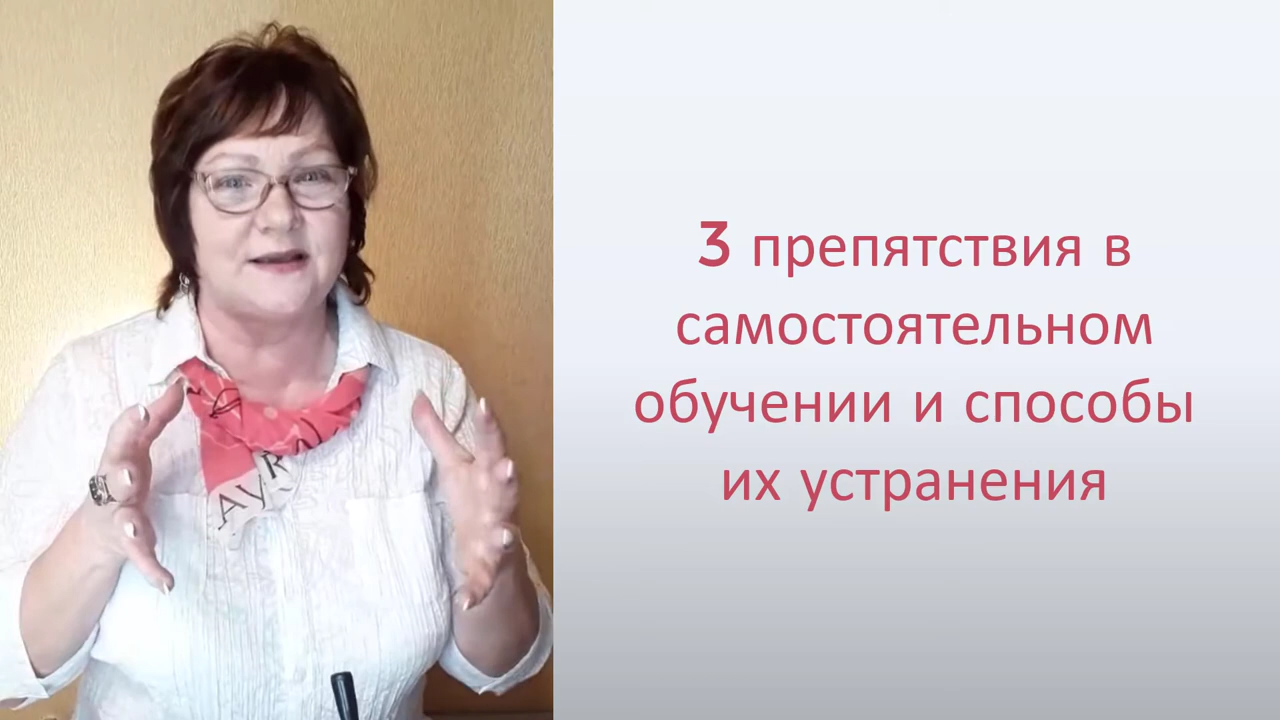 3 препятствия в
самостоятельном
обучении и способы
их устранения